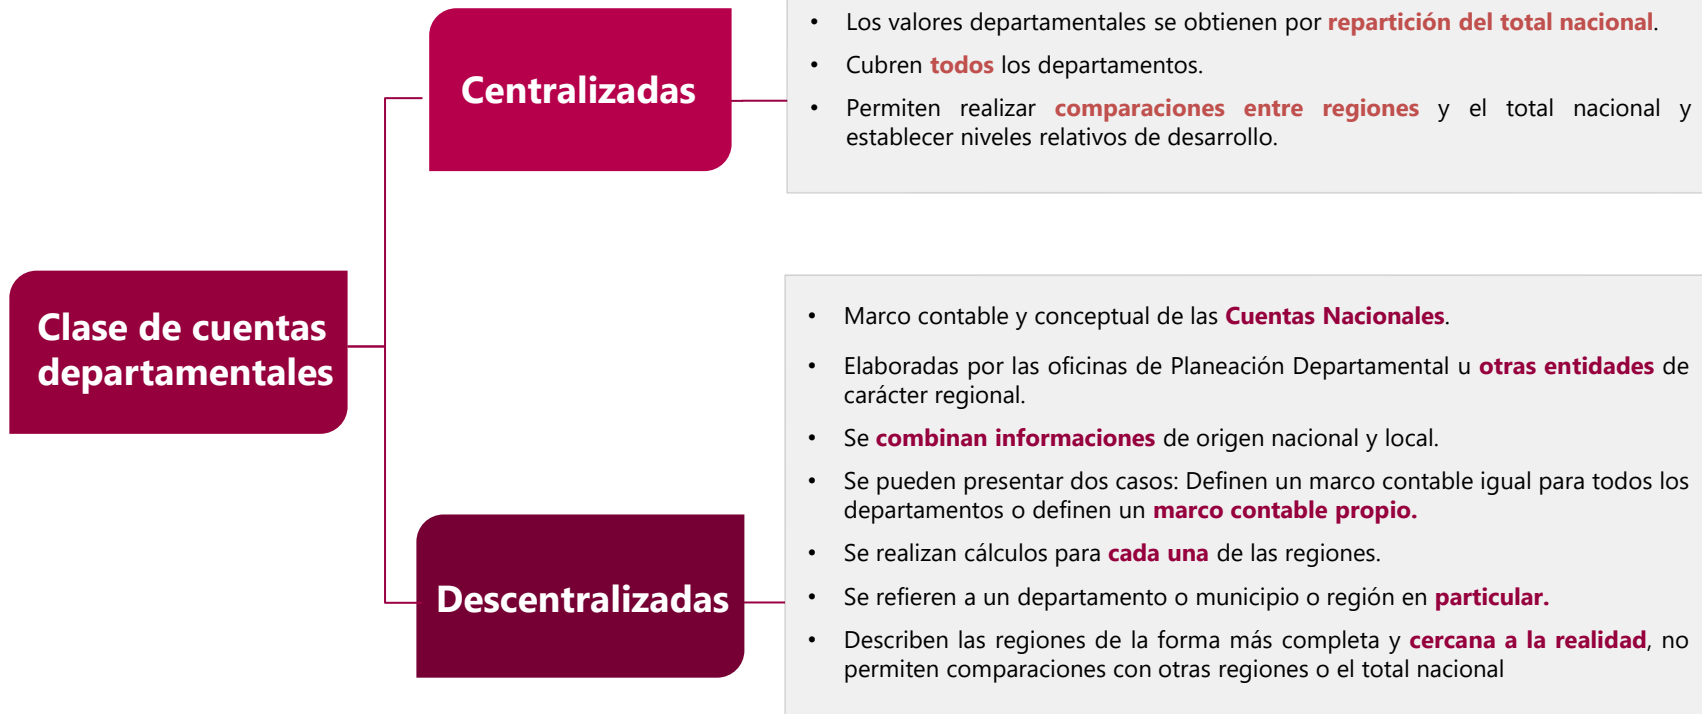 Clase de cuentas
departamentales
Centralizadas
• Los valores departamentales se obtienen por repartición del total nacional.
• Cubren todos los departamentos.
• Permiten realizar comparaciones entre regiones y el total nacional y
establecer niveles relativos de desarrollo.
Descentralizadas
• Marco contable y conceptual de las Cuentas Nacionales.
• Elaboradas por las oficinas de Planeación Departamental u otras entidades de
carácter regional.
• Se combinan informaciones de origen nacional y local.
• Se pueden presentar dos casos: Definen un marco contable igual para todos los
departamentos o definen un marco contable propio.
• Se realizan cálculos para cada una de las regiones.
• Se refieren a un departamento o municipio o región en particular.
• Describen las regiones de la forma más completa y cercana a la realidad, no
permiten comparaciones con otras regiones o el total nacional